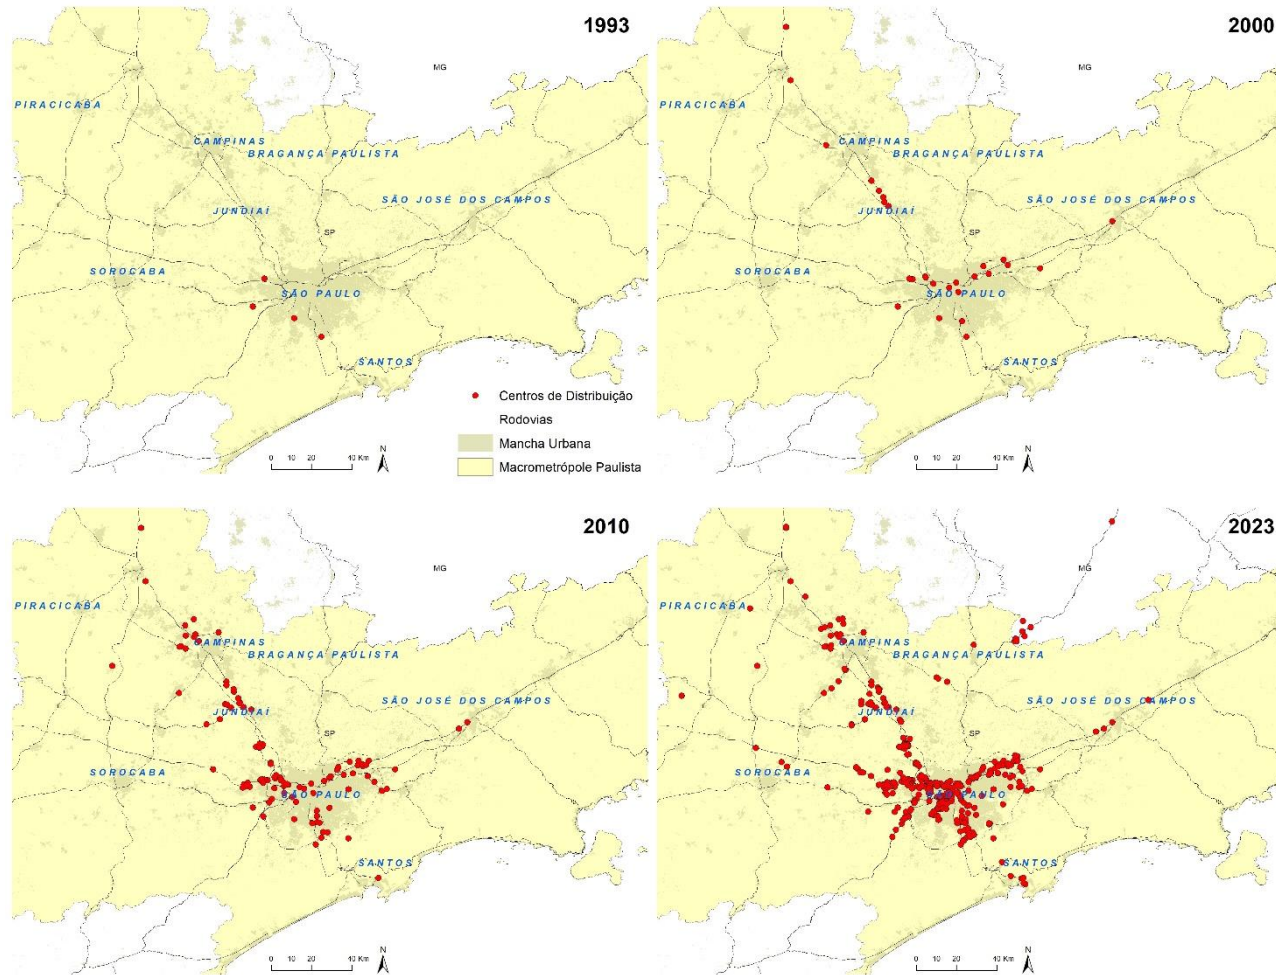 1993
MG
PIRACICABA
CAMPINAS
BRAGANÇA PAULISTA
SÃO JOSÉ DOS CAMPOS
JUNDIAÍ
SP
SOROCABA
SÃO PAULO
SANTOS
Centros de Distribuição
Rodovias
Mancha Urbana
Macrometrópole Paulista
N
0 10 20 40 Km
2000
MG
PIRACICABA
CAMPINAS
BRAGANÇA PAULISTA
SÃO JOSÉ DOS CAMPOS
JUNDIAÍ
SP
SOROCABA
SÃO PAULO
SANTOS
N
0 10 20 40 Km
2010
MG
PIRACICABA
CAMPINAS
BRAGANÇA PAULISTA
SÃO JOSÉ DOS CAMPOS
JUNDIAÍ
SP
SOROCABA
SÃO PAULO
SANTOS
N
0 10 20 40 Km
2023
MG
PIRACICABA
CAMPINAS
BRAGANÇA PAULISTA
SÃO JOSÉ DOS CAMPOS
JUNDIAÍ
SP
SOROCABA
SÃO PAULO
SANTOS
N
0 10 20 40 Km